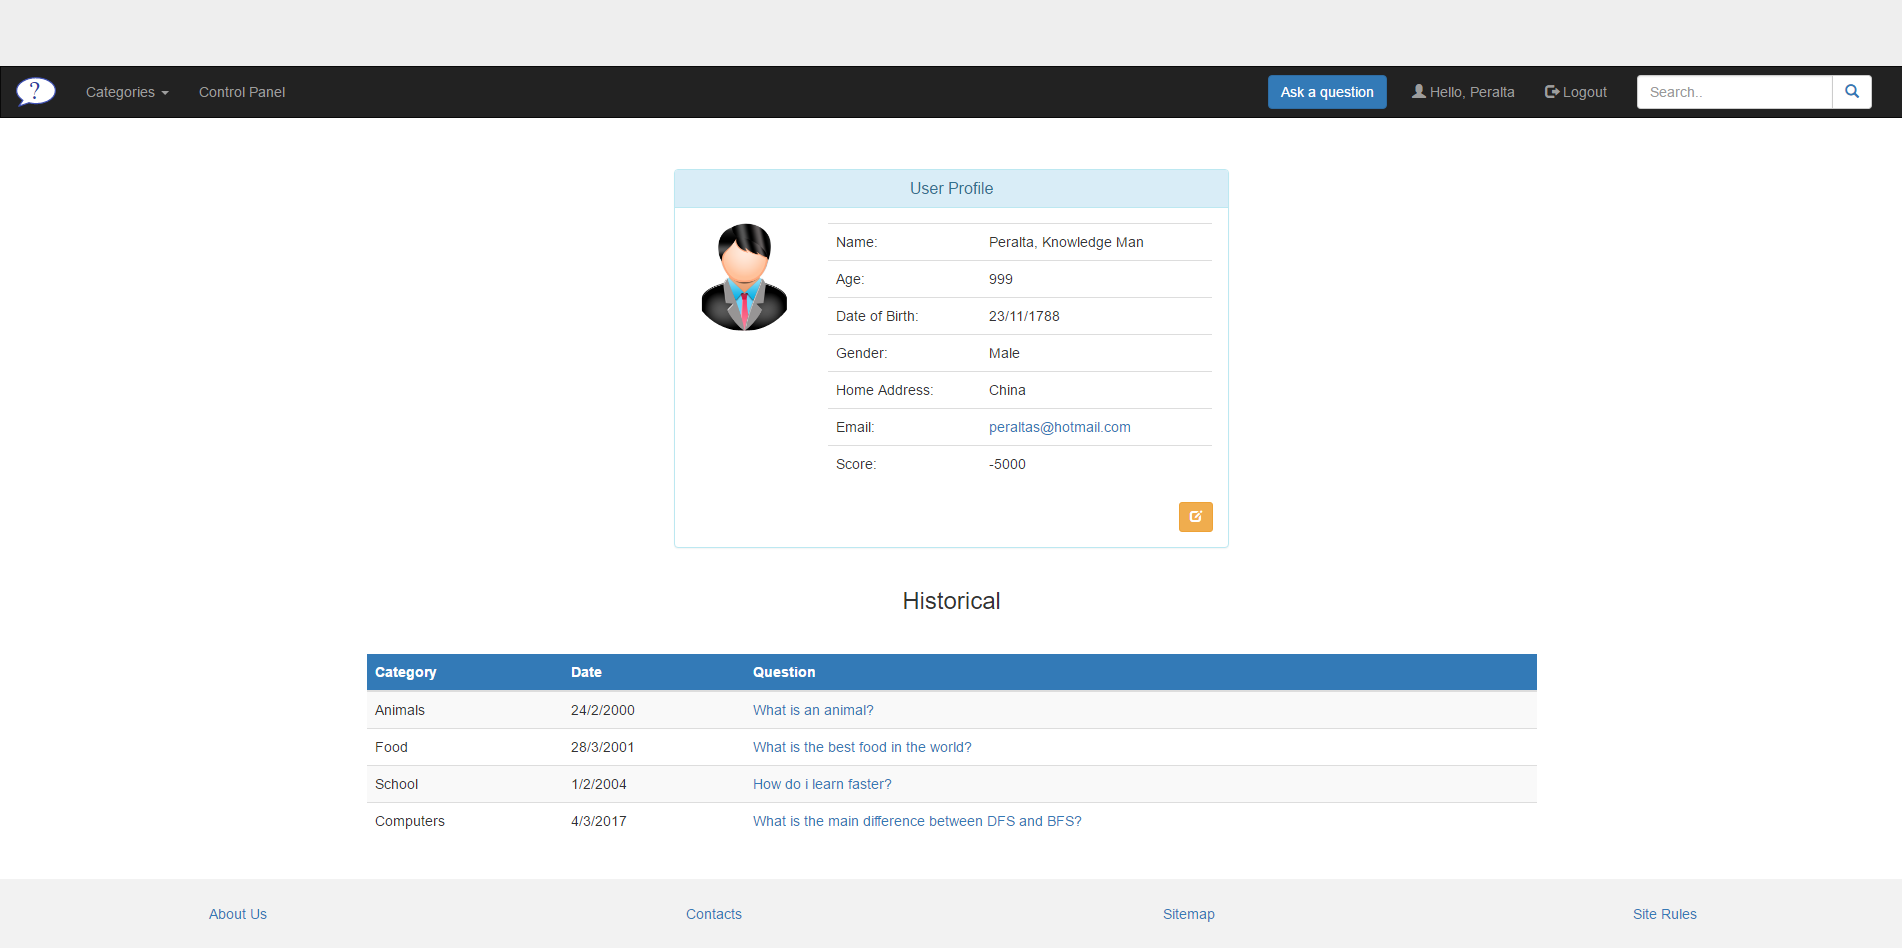 ?
Categories Control Panel Ask a question Hello, Peralta Logout Search..
User Profile
Name: Peralta, Knowledge Man
Age: 999
Date of Birth: 23/11/1788
Gender: Male
Home Address: China
Email: peraltas@hotmail.com
Score: -5000
Historical
Category Date Question
Animals 24/2/2000 What is an animal?
Food 28/3/2001 What is the best food in the world?
School 1/2/2004 How do i learn faster?
Computers 4/3/2017 What is the main difference between DFS and BFS?
About Us Contacts Sitemap Site Rules